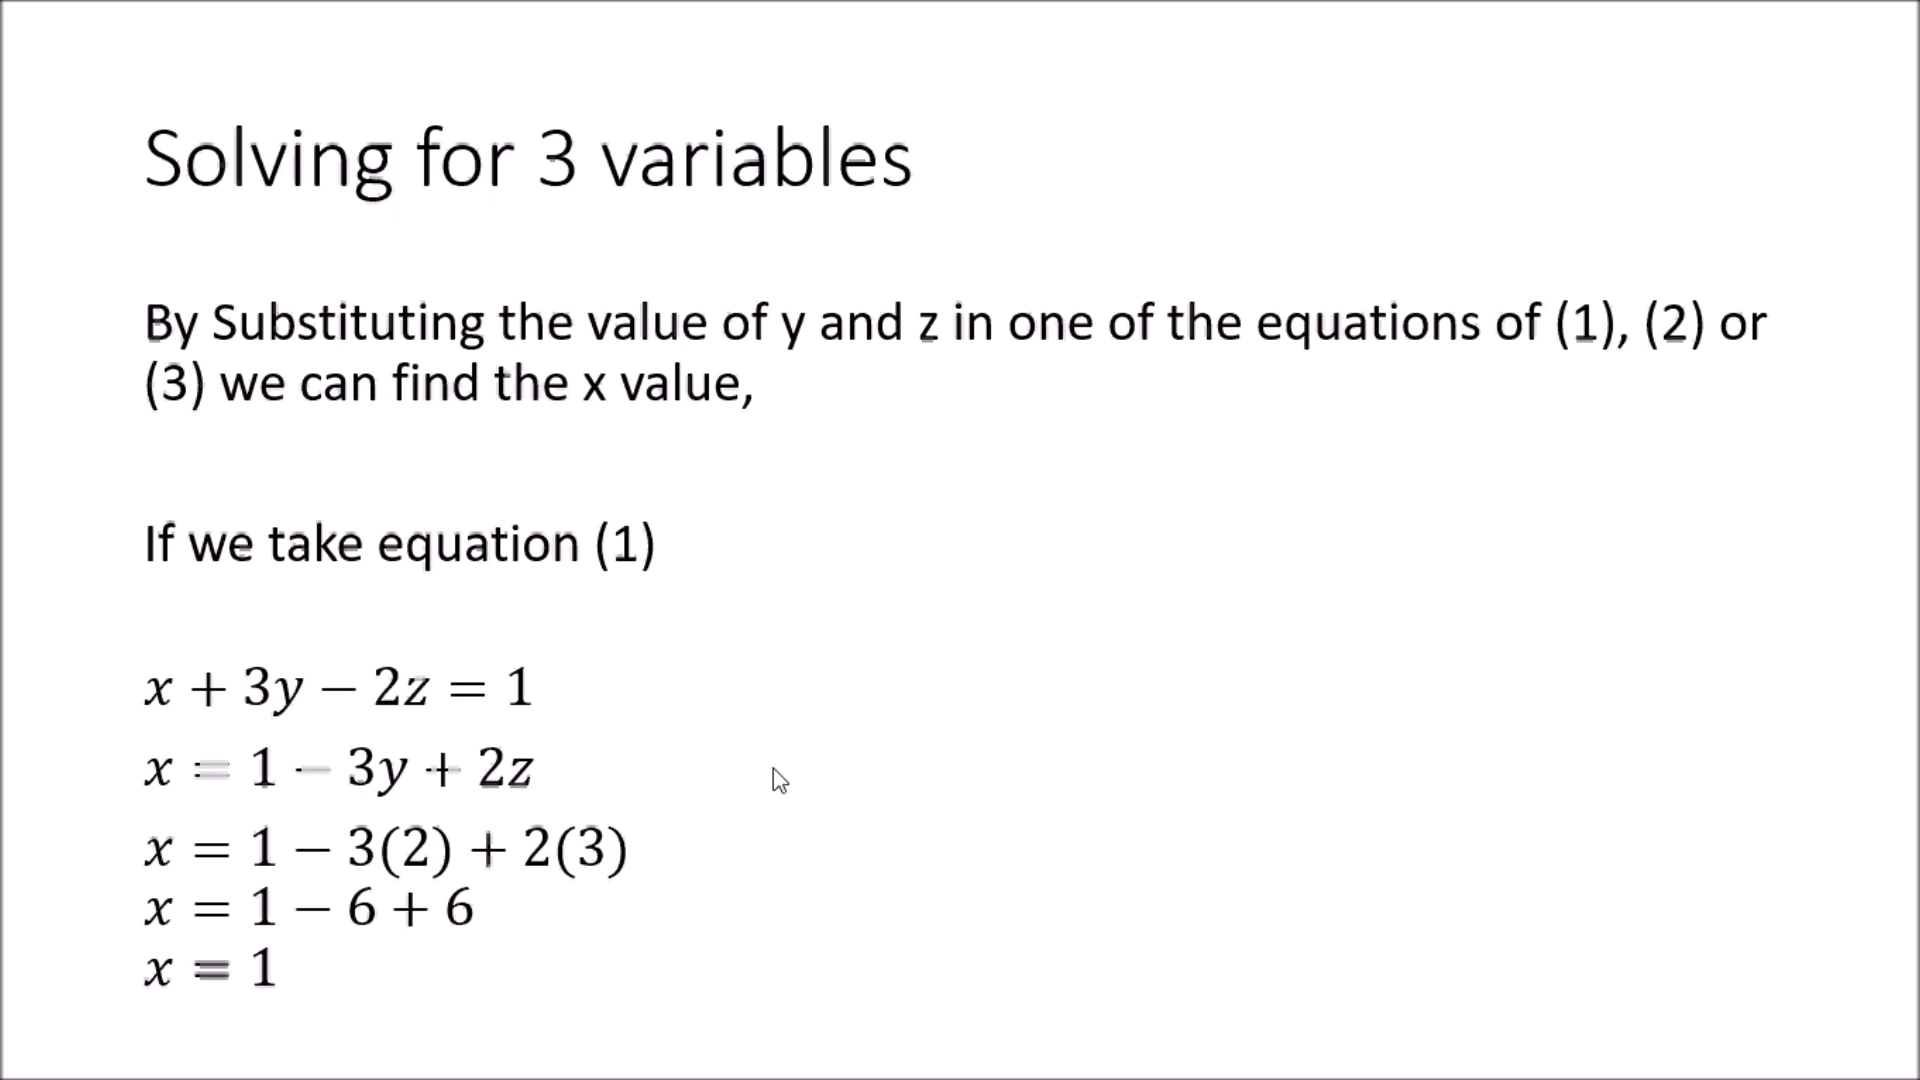 Solving for 3 variables
By Substituting the value of y and z in one of the equations of (1), (2) or
(3) we can find the x value,
If we take equation (1)
x + 3y − 2z = 1
x = 1 − 3y + 2z
x = 1 − 3(2) + 2(3)
x = 1 − 6 + 6
x = 1